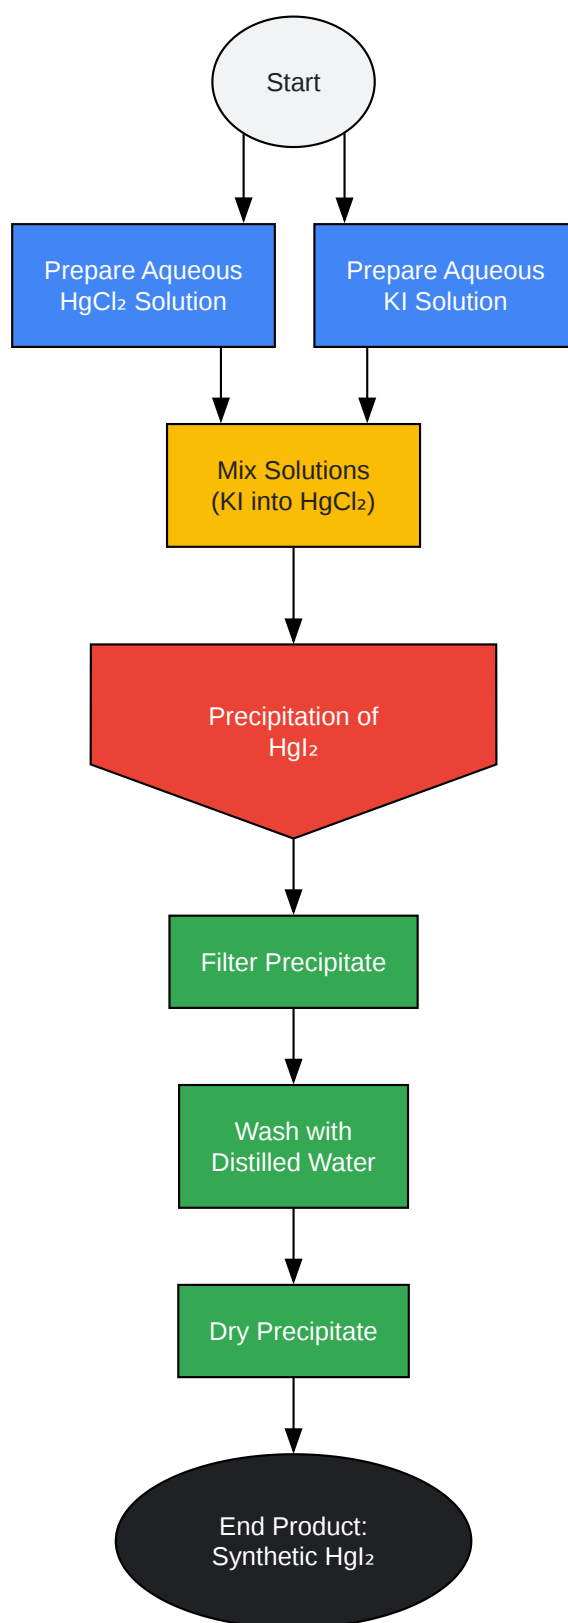 Start
Prepare Aqueous
HgCl₂ Solution
Prepare Aqueous
KI Solution
Mix Solutions
(KI into HgCl₂)
Precipitation of
HgI₂
Filter Precipitate
Wash with
Distilled Water
Dry Precipitate
End Product:
Synthetic HgI₂